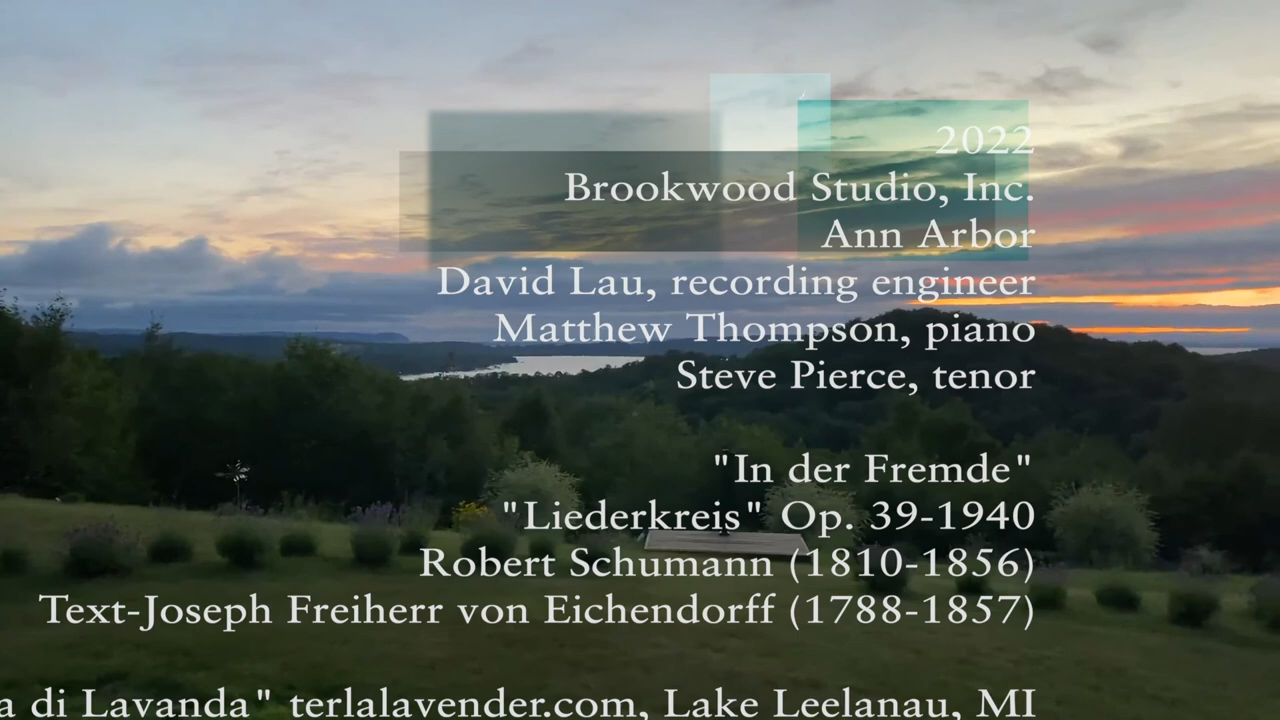 2022
Brookwood Studio, Inc.
Ann Arbor
David Lau, recording engineer
Matthew Thompson, piano
Steve Pierce, tenor
"In der Fremde"
"Liederkreis" Op. 39-1940
Robert Schumann (1810-1856)
Text-Joseph Freiherr von Eichendorff (1788-1857)
a di Lavanda" terlalavender.com, Lake Leelanau, MI